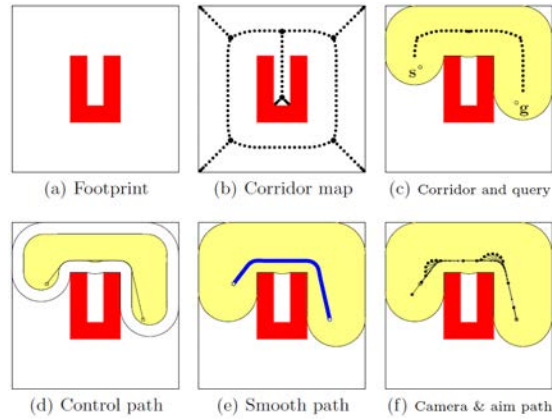 (a) Footprint
(b) Corridor map
s
g
(c) Corridor and query
(d) Control path
(e) Smooth path
(f) Camera & aim path